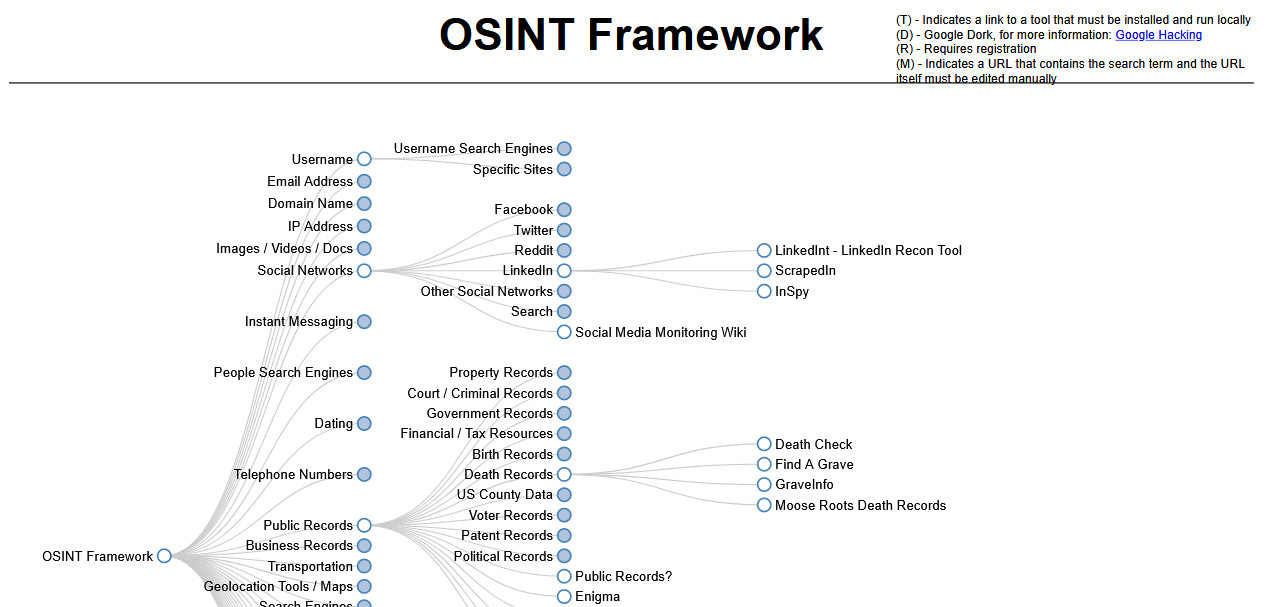 OSINT Framework
(T) - Indicates a link to a tool that must be installed and run locally
(D) - Google Dork, for more information: Google Hacking
(R) - Requires registration
(M) - Indicates a URL that contains the search term and the URL
itself must be edited manually
OSINT Framework
Username
Email Address
Domain Name
IP Address
Images / Videos / Docs
Social Networks
Instant Messaging
People Search Engines
Dating
Telephone Numbers
Public Records
Business Records
Transportation
Geolocation Tools / Maps
Search Engines
Username Search Engines
Specific Sites
Facebook
Twitter
Reddit
LinkedIn
Other Social Networks
Search
Social Media Monitoring Wiki
Property Records
Court / Criminal Records
Government Records
Financial / Tax Resources
Birth Records
Death Records
US County Data
Voter Records
Patent Records
Political Records
Public Records?
Enigma
LinkedInt - LinkedIn Recon Tool
ScrapedIn
InSpy
Death Check
Find A Grave
GraveInfo
Moose Roots Death Records